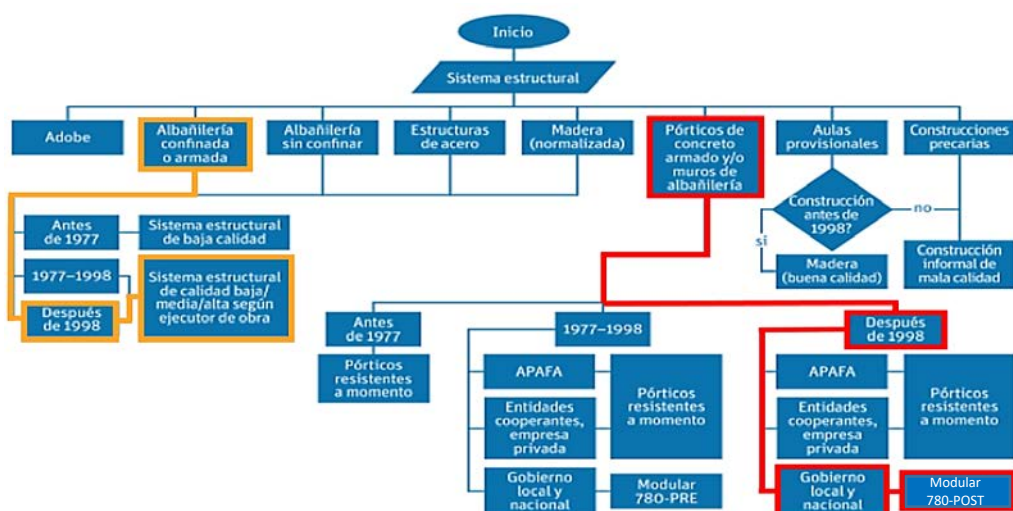 Inicio
Sistema estructural
Adobe
Albañilería
confinada
o armada
Albañilería
sin confinar
Estructuras
de acero
Madera
(normalizada)
Pórticos de
concreto
armado y/o
muros de
albañilería
Aulas
provisionales
Construcciones
precarias
Construcción
antes de
1998?
no
sí
Madera
(buena calidad)
Construcción
informal de
mala calidad
Antes
de 1977
Sistema estructural
de baja calidad
1977–1998
Después
de 1998
Sistema estructural
de calidad baja/
media/alta según
ejecutor de obra
Antes
de 1977
Pórticos
resistentes
a momento
1977–1998
APAFA
Entidades
cooperantes,
empresa
privada
Pórticos
resistentes
a momento
Gobierno
local y
nacional
Modular
780-PRE
Después
de 1998
APAFA
Entidades
cooperantes,
empresa
privada
Pórticos
resistentes
a momento
Gobierno
local y
nacional
Modular
780-POST